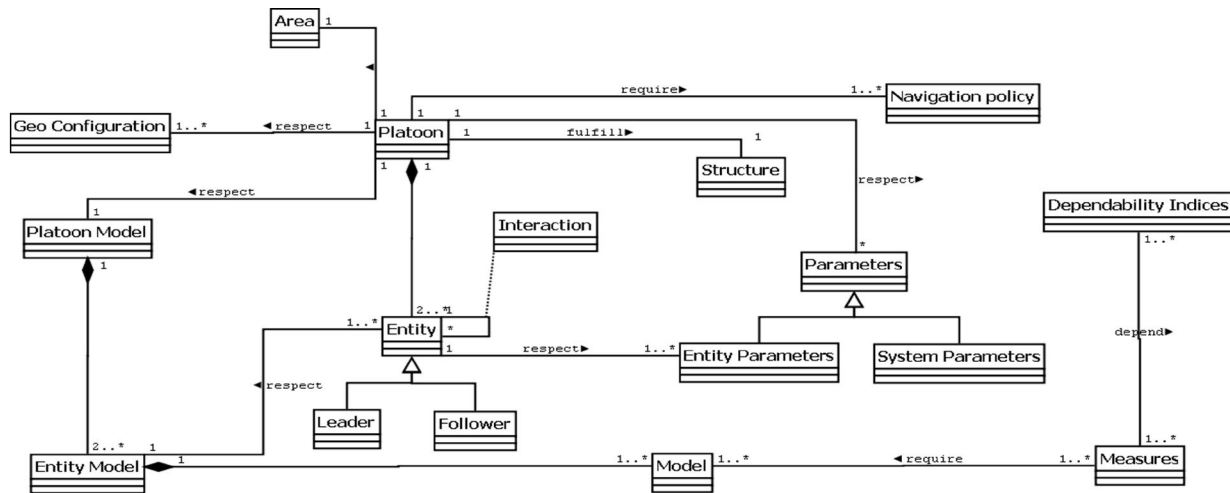 Area
1
◄
require►
1..*
Navigation policy
Geo Configuration
1..*
◄respect
1
1
1
1
Platoon
1
fulfill►
1
Structure
1
1
respect►
◄respect
1
Platoon Model
1
Interaction
Dependability Indices
1..*
*
Parameters
2..*
1
1..*
Entity
*
1
respect►
1..*
Entity Parameters
System Parameters
depend►
◄respect
Leader
Follower
2..*
1
1..*
Entity Model
1
1..*
Model
1..*
◄require
1..*
Measures